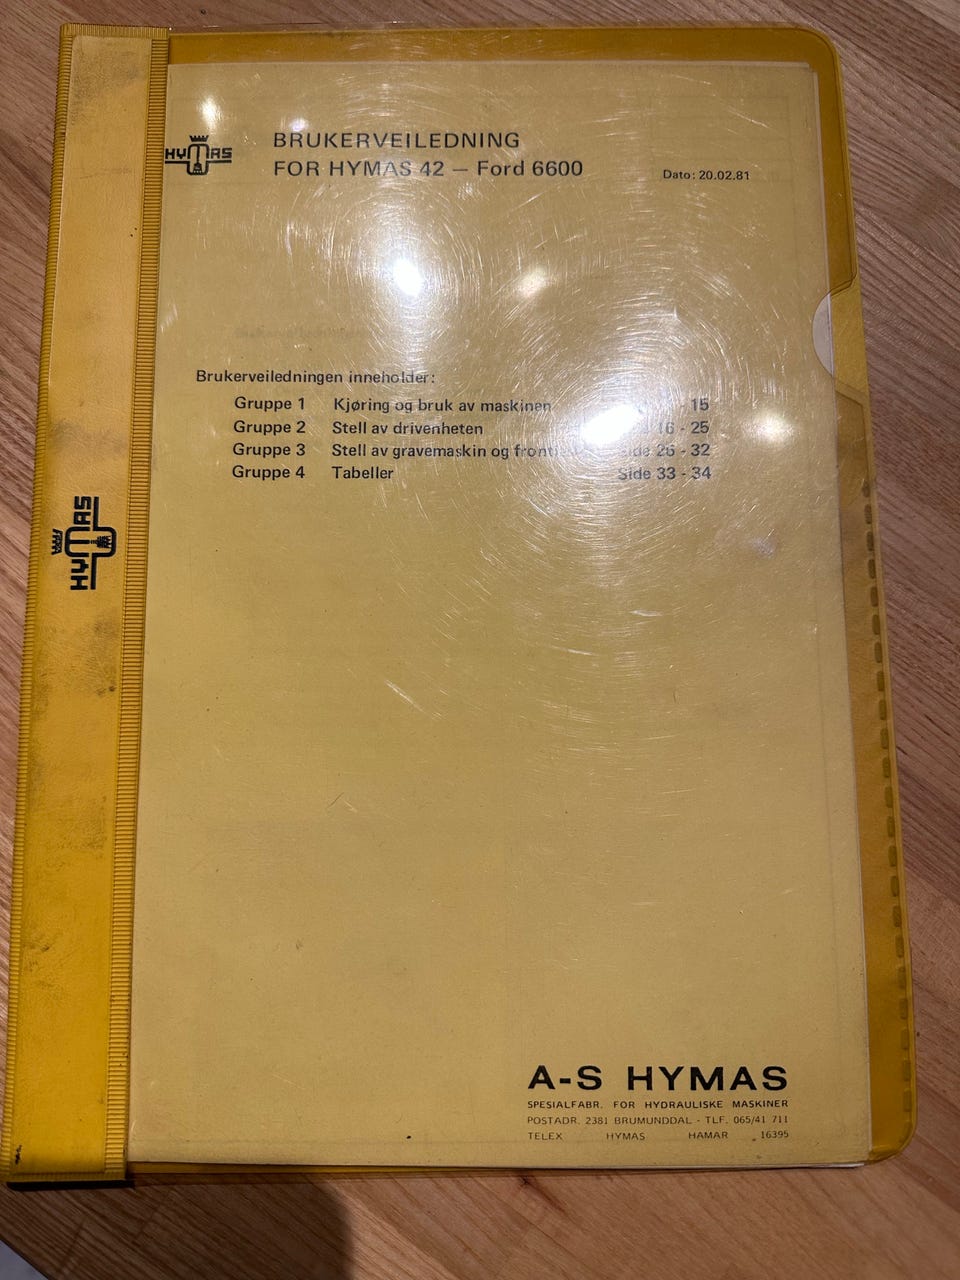 HYMAS
BRUKERVEILEDNING
FOR HYMAS 42 — Ford 6600
Dato: 20.02.81
Brukerveiledningen inneholder:
Gruppe 1 Kjøring og bruk av maskinen - 15
Gruppe 2 Stell av drivenheten 16 - 25
Gruppe 3 Stell av gravemaskin og Side 26 - 32
Gruppe 4 Tabeller Side 33 - 34
HYMAS
A-S HYMAS
SPESIALFABR. FOR HYDRAULISKE MASKINER
POSTADR. 2381 BRUMUNDDAL - TLF. 065/41 711
TELEX HYMAS HAMAR 16395